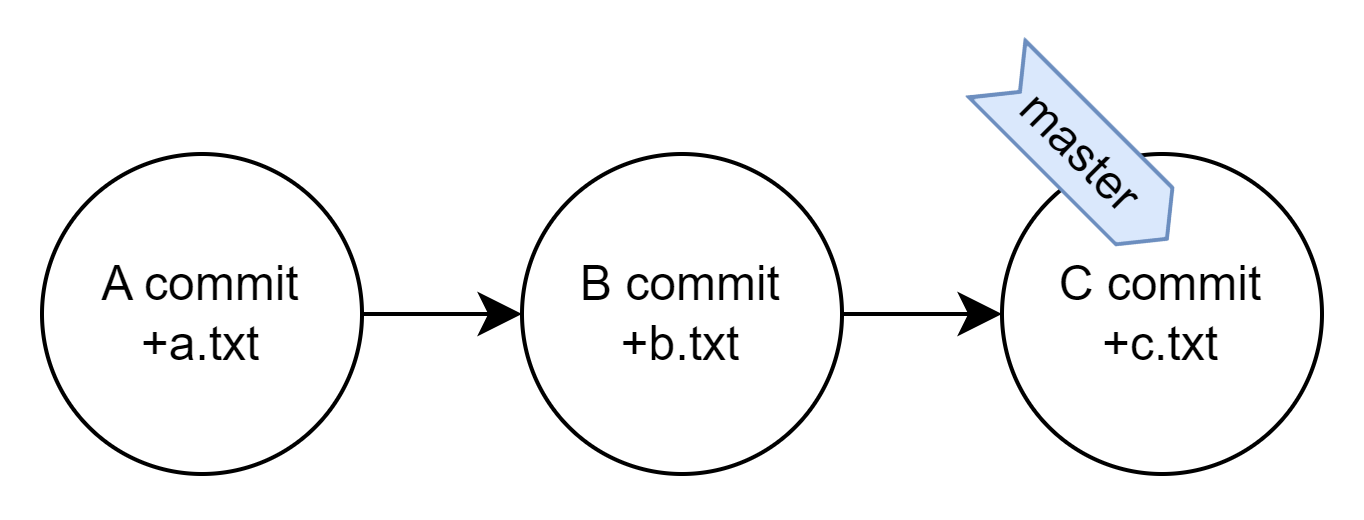 master
A commit
+a.txt
B commit
+b.txt
C commit
+c.txt